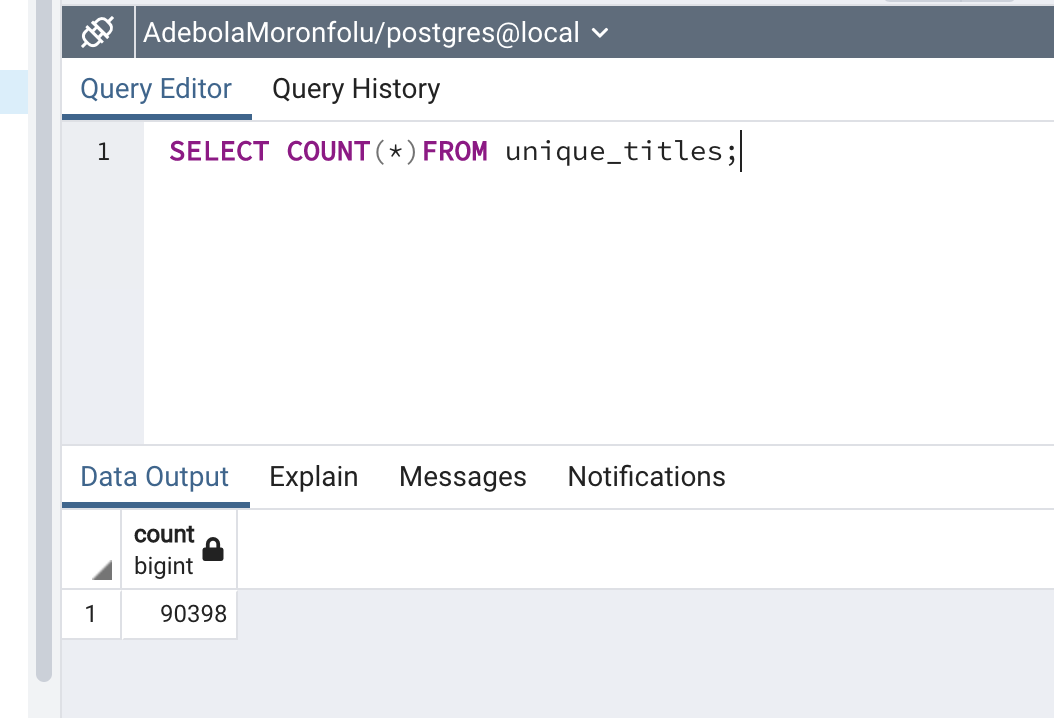 AdebolaMoronfolu/postgres@local
Query Editor Query History
1 SELECT COUNT(*)FROM unique_titles;
Data Output Explain Messages Notifications
count
bigint
1 90398